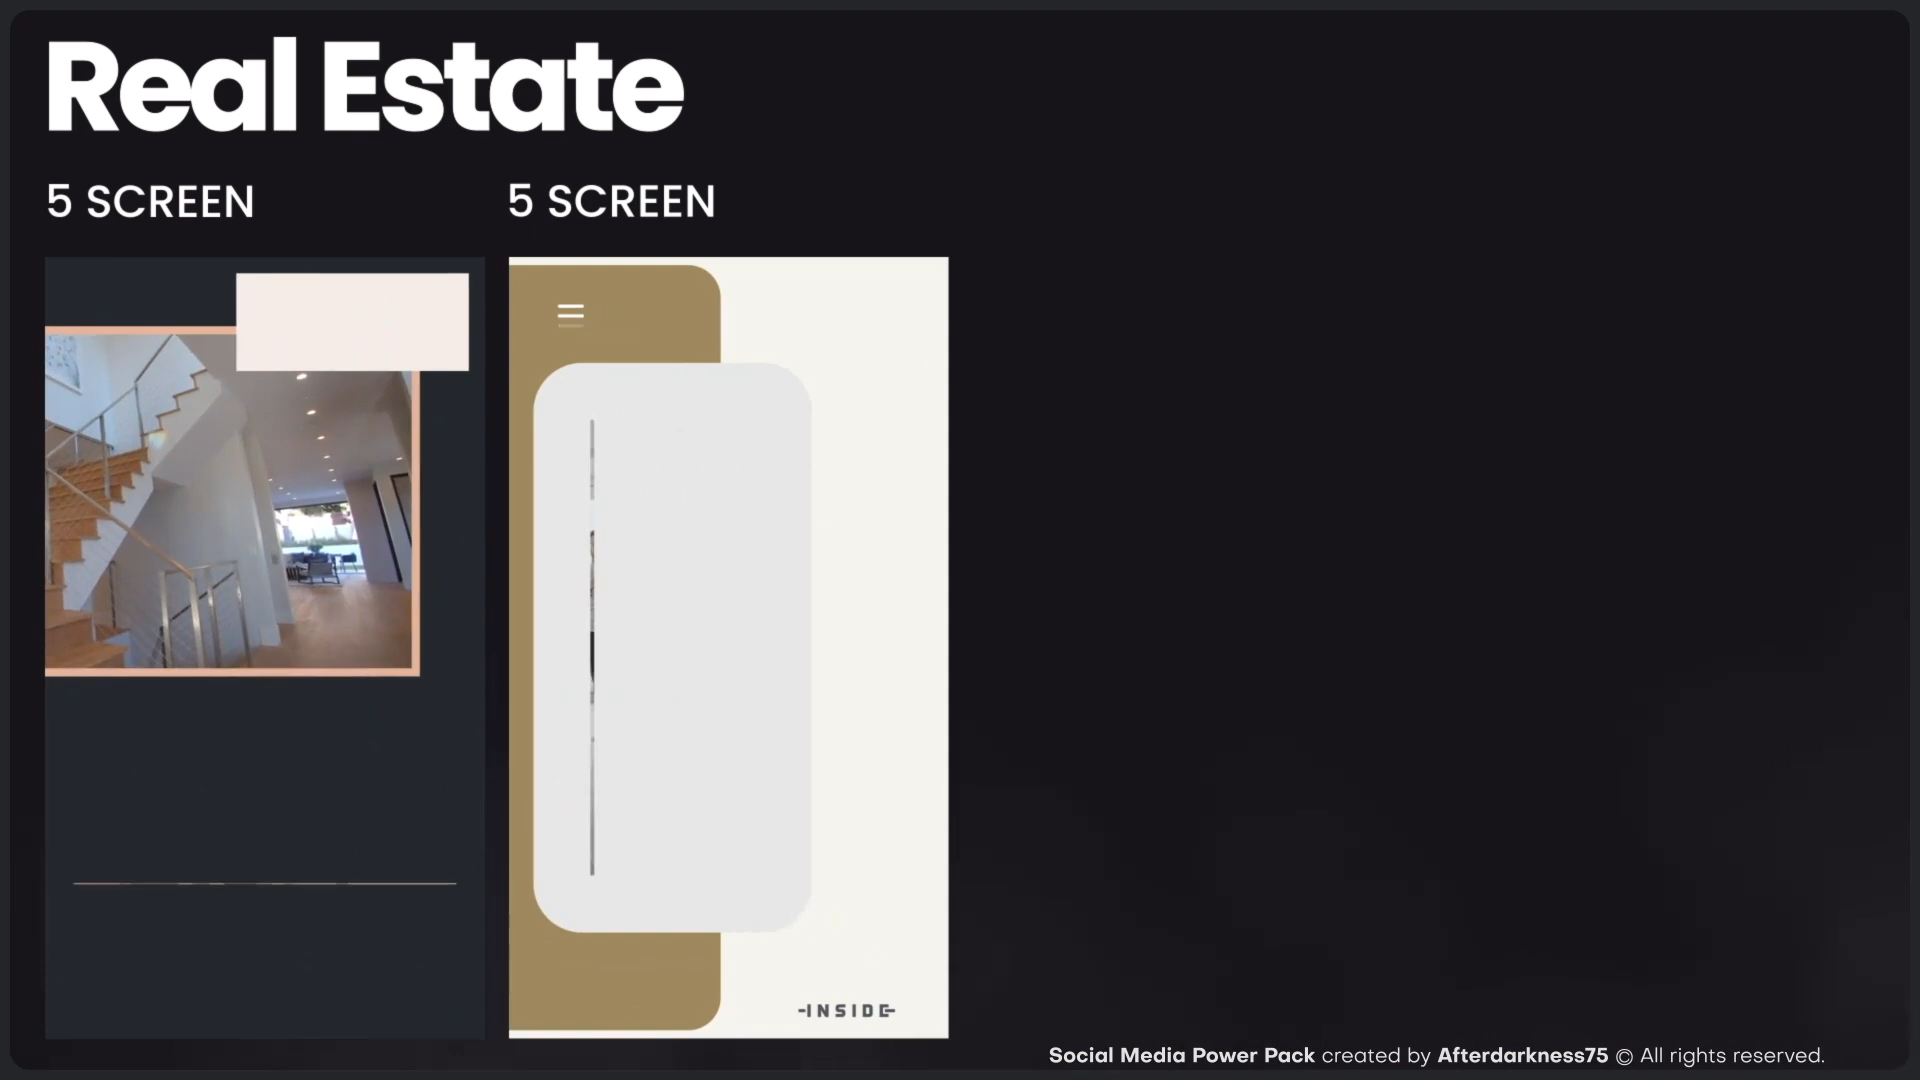 Real Estate
5 SCREEN
5 SCREEN
INSIDE
Social Media Power Pack created by Afterdarkness75 © All rights reserved.